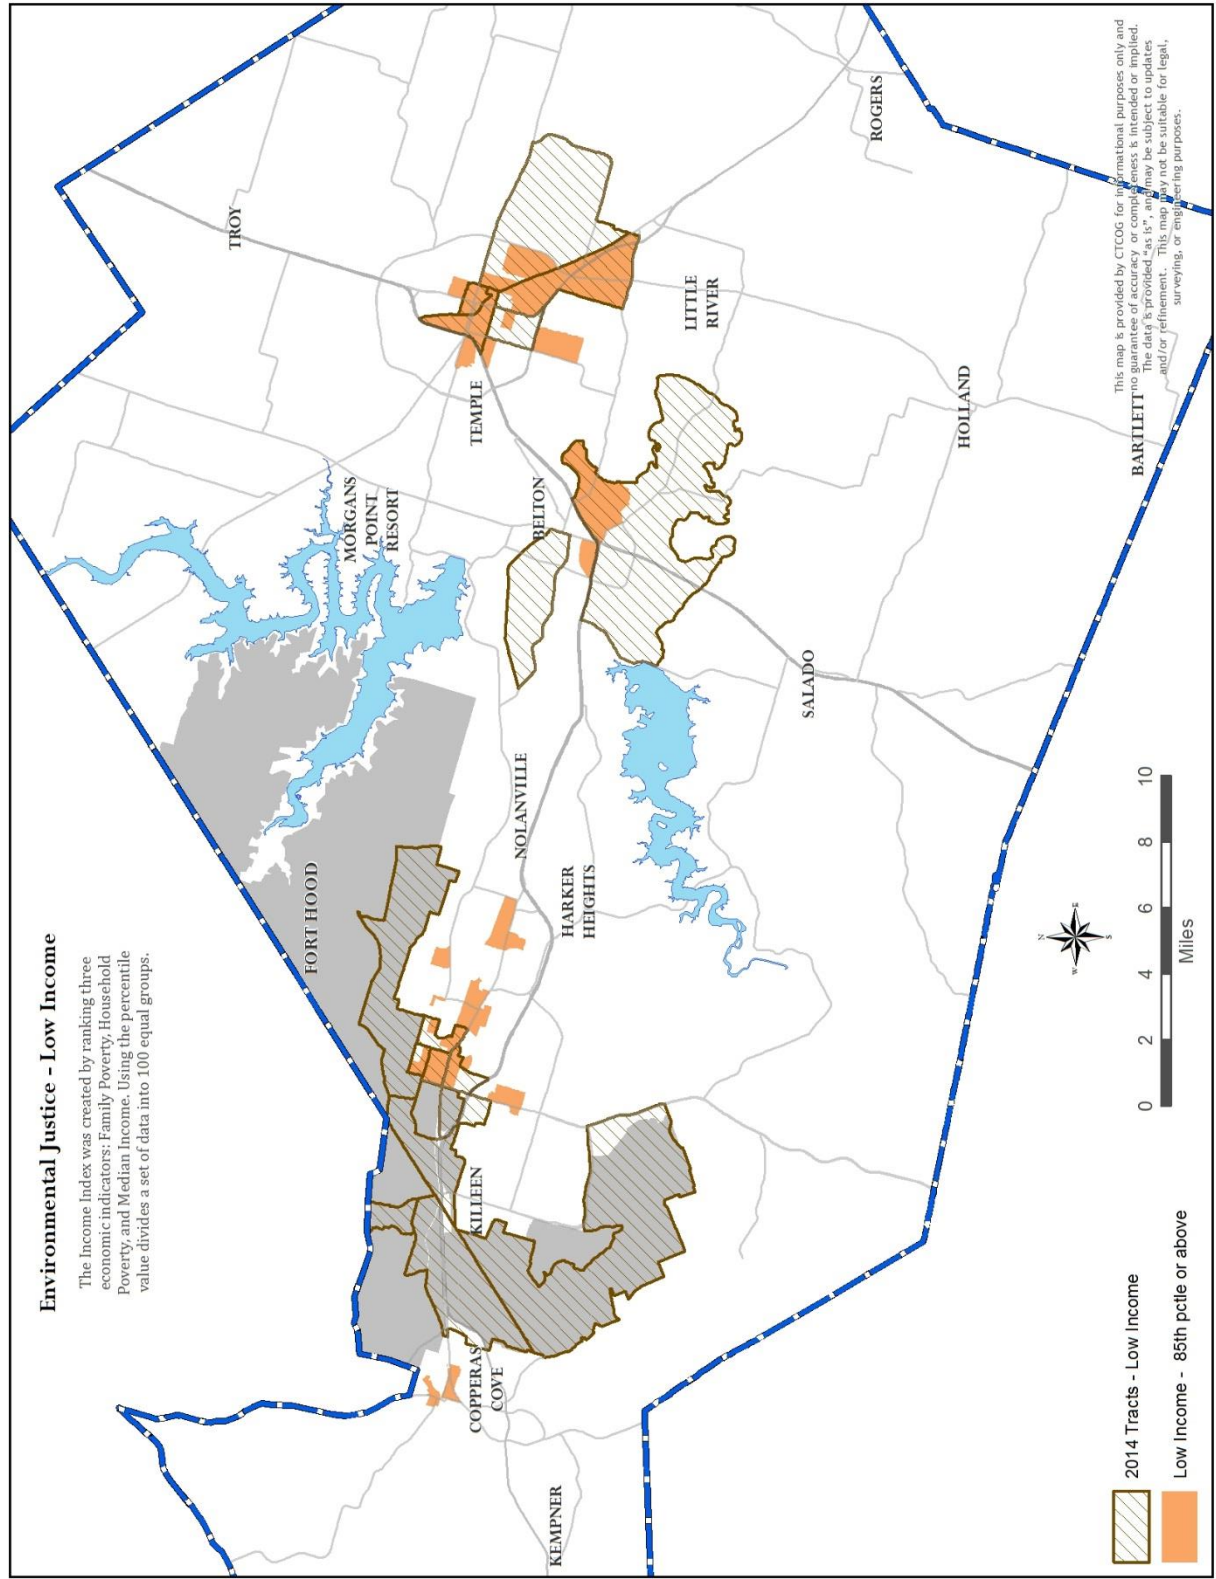 Environmental Justice - Low Income
The Income Index was created by ranking three
economic indicators: Family Poverty, Household
Poverty, and Median Income. Using the percentile
value divides a set of data into 100 equal groups.
TROY
MORGANS
POINT
RESORT
FORT HOOD
TEMPLE
BELTON
NOLANVILLE
KILLEEN
COPPERAS
COVE
KEMPNER
HARKER
HEIGHTS
LITTLE
RIVER
ROGERS
SALADO
HOLLAND
BARTLETT
N
W
E
S
0 2 4 6 8 10
Miles
2014 Tracts - Low Income
Low Income - 85th pctle or above
This map is provided by CTCOG for informational purposes only and
no guarantee of accuracy or completeness is intended or implied.
The data is provided "as is", and may be subject to updates
and/or refinement. This map may not be suitable for legal,
surveying, or engineering purposes.